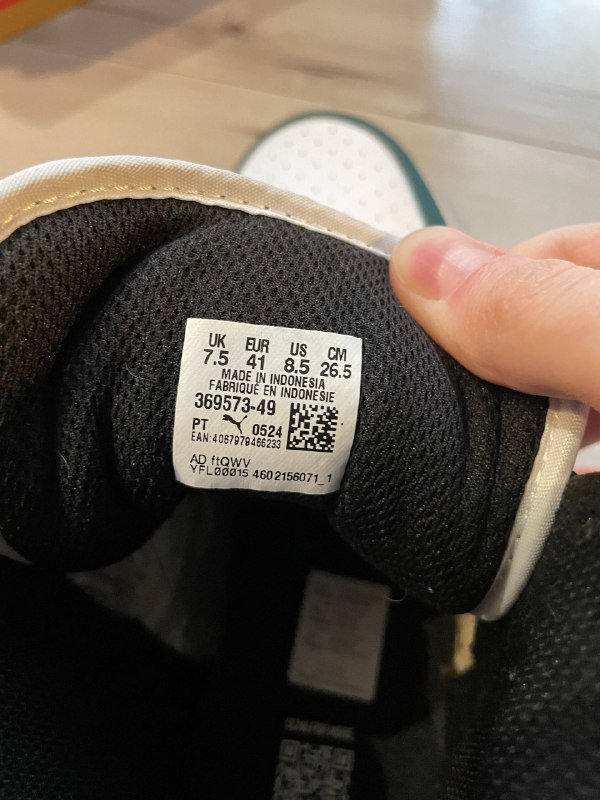 UK EUR US CM
7.5 41 8.5 26.5
MADE IN INDONESIA
FABRIQUÉ EN INDONESIE
369573-49
PT 0524
EAN:4067979466233
AD ftQWV
YFL00015 4602156071_1